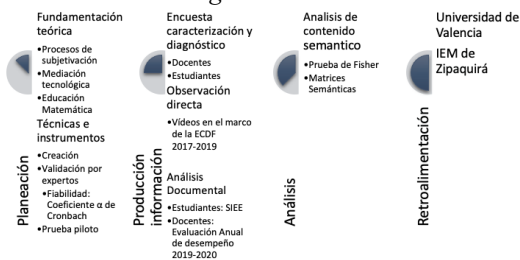 Fundamentación
teórica
•Procesos de
subjetivación
•Mediación
tecnológica
•Educación
Matemática
Técnicas e
instrumentos
•Creación
•Validación por
expertos
•Fiabilidad:
Coeficiente α de
Cronbach
•Prueba piloto
Planeación
Encuesta
caracterización y
diagnóstico
•Docentes
•Estudiantes
Observación
directa
•Vídeos en el marco
de la ECDF
2017-2019
Análisis
Documental
•Estudiantes: SIEE
•Docentes:
Evaluación Anual
de desempeño
2019-2020
Producción
información
Analisis de
contenido
semantico
•Prueba de Fisher
•Matrices
Semánticas
Análisis
Universidad de
Valencia
IEM de
Zipaquirá
Retroalimentación